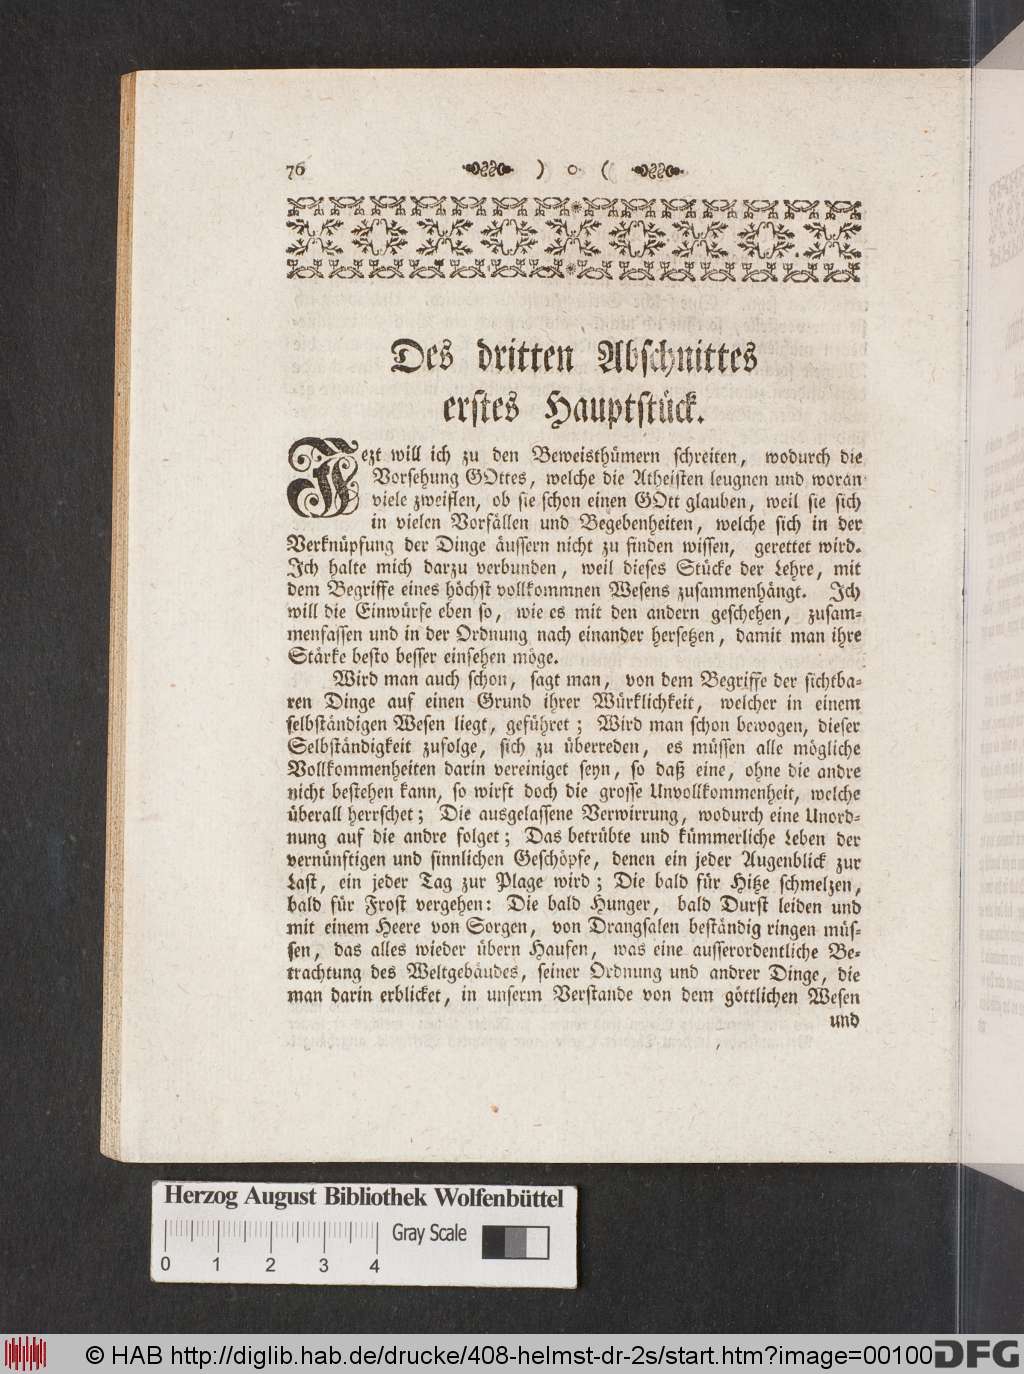 76 ) o (
Des dritten Abschnittes
erstes Hauptstück.
Jezt will ich zu den Beweisthümern schreiten, wodurch die
Vorsehung GOttes, welche die Atheisten leugnen und woran
viele zweiflen, ob sie schon einen GOtt glauben, weil sie sich
in vielen Vorfällen und Begebenheiten, welche sich in der
Verknüpfung der Dinge äussern nicht zu finden wissen, gerettet wird.
Ich halte mich darzu verbunden, weil dieses Stücke der Lehre, mit
dem Begriffe eines höchst vollkommnen Wesens zusammenhängt. Ich
will die Einwürfe eben so, wie es mit den andern geschehen, zusam-
menfassen und in der Ordnung nach einander hersetzen, damit man ihre
Stärke desto besser einsehen möge.
Wird man auch schon, sagt man, von dem Begriffe der sichtba-
ren Dinge auf einen Grund ihrer Würklichkeit, welcher in einem
selbständigen Wesen liegt, geführet; Wird man schon bewogen, dieser
Selbständigkeit zufolge, sich zu überreden, es müssen alle mögliche
Vollkommenheiten darin vereiniget seyn, so daß eine, ohne die andre
nicht bestehen kann, so wirft doch die grosse Unvollkommenheit, welche
überall herrschet; Die ausgelassene Verwirrung, wodurch eine Unord-
nung auf die andre folget; Das betrübte und kümmerliche Leben der
vernünftigen und sinnlichen Geschöpfe, denen ein jeder Augenblick zur
Last, ein jeder Tag zur Plage wird; Die bald für Hitze schmelzen,
bald für Frost vergehen: Die bald Hunger, bald Durst leiden und
mit einem Heere von Sorgen, von Drangsalen beständig ringen müs-
sen, das alles wieder übern Haufen, was eine ausserordentliche Be-
trachtung des Weltgebäudes, seiner Ordnung und andrer Dinge, die
man darin erblicket, in unserm Verstande von dem göttlichen Wesen
und
Herzog August Bibliothek Wolfenbüttel
Gray Scale
0 1 2 3 4
© HAB http://diglib.hab.de/drucke/408-helmst-dr-2s/start.htm?image=00100 DFG